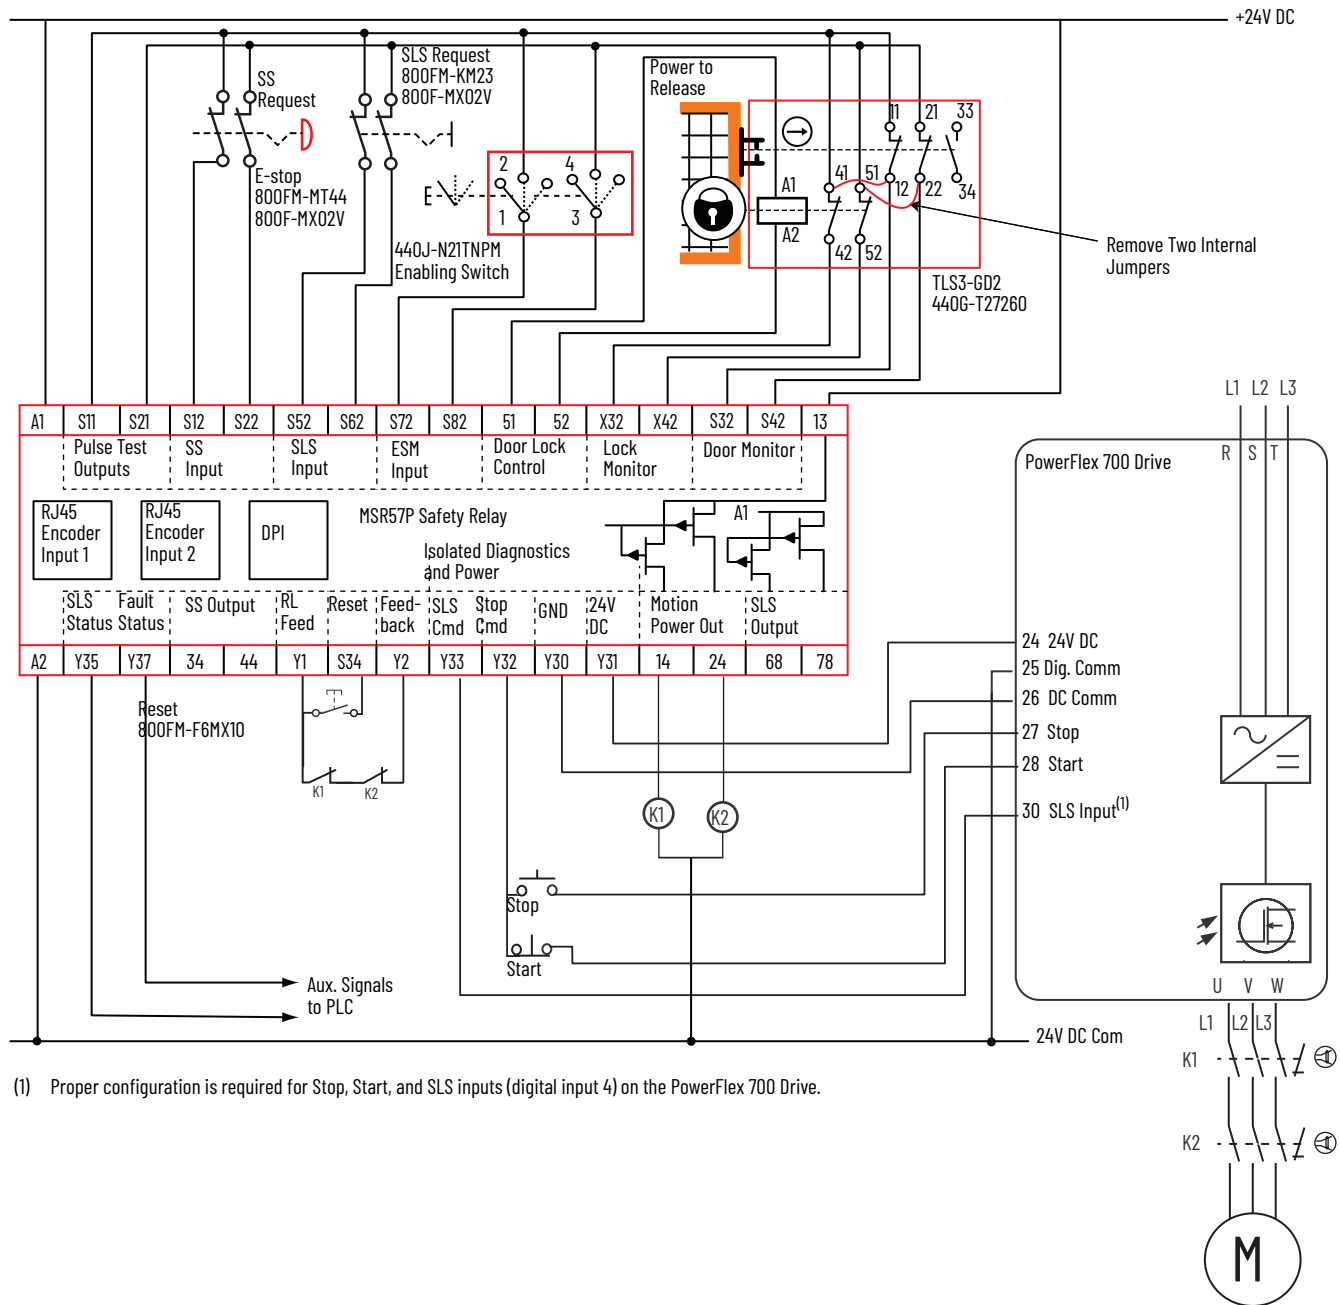 +24V DC
SS
Request
SLS Request
800FM-KM23
800F-MX02V
Power to
Release
11 21 33
E-stop
800FM-MT44
800F-MX02V
2 4
1 3
440J-N21TNPM
Enabling Switch
A1
A2
41 51 12 22 34
42 52
Remove Two Internal
Jumpers
TLS3-GD2
440G-T27260
A1 S11 S21 S12 S22 S52 S62 S72 S82 51 52 X32 X42 S32 S42 13
Pulse Test
Outputs
SS
Input
SLS
Input
ESM
Input
Door Lock
Control
Lock
Monitor
Door Monitor
RJ45
Encoder
Input 1
RJ45
Encoder
Input 2
DPI
MSR57P Safety Relay
A1
Isolated Diagnostics
and Power
SLS
Status
Fault
Status
SS Output
RL
Feed
Reset
Feed-
back
SLS
Cmd
Stop
Cmd
GND
24V
DC
Motion
Power Out
SLS
Output
A2 Y35 Y37 34 44 Y1 S34 Y2 Y33 Y32 Y30 Y31 14 24 68 78
Reset
800FM-F6MX10
K1 K2
K1 K2
Stop
Start
Aux. Signals
to PLC
L1 L2 L3
R S T
PowerFlex 700 Drive
24 24V DC
25 Dig. Comm
26 DC Comm
27 Stop
28 Start
30 SLS Input(1)
U V W
L1 L2 L3
24V DC Com
K1
K2
M
(1) Proper configuration is required for Stop, Start, and SLS inputs (digital input 4) on the PowerFlex 700 Drive.